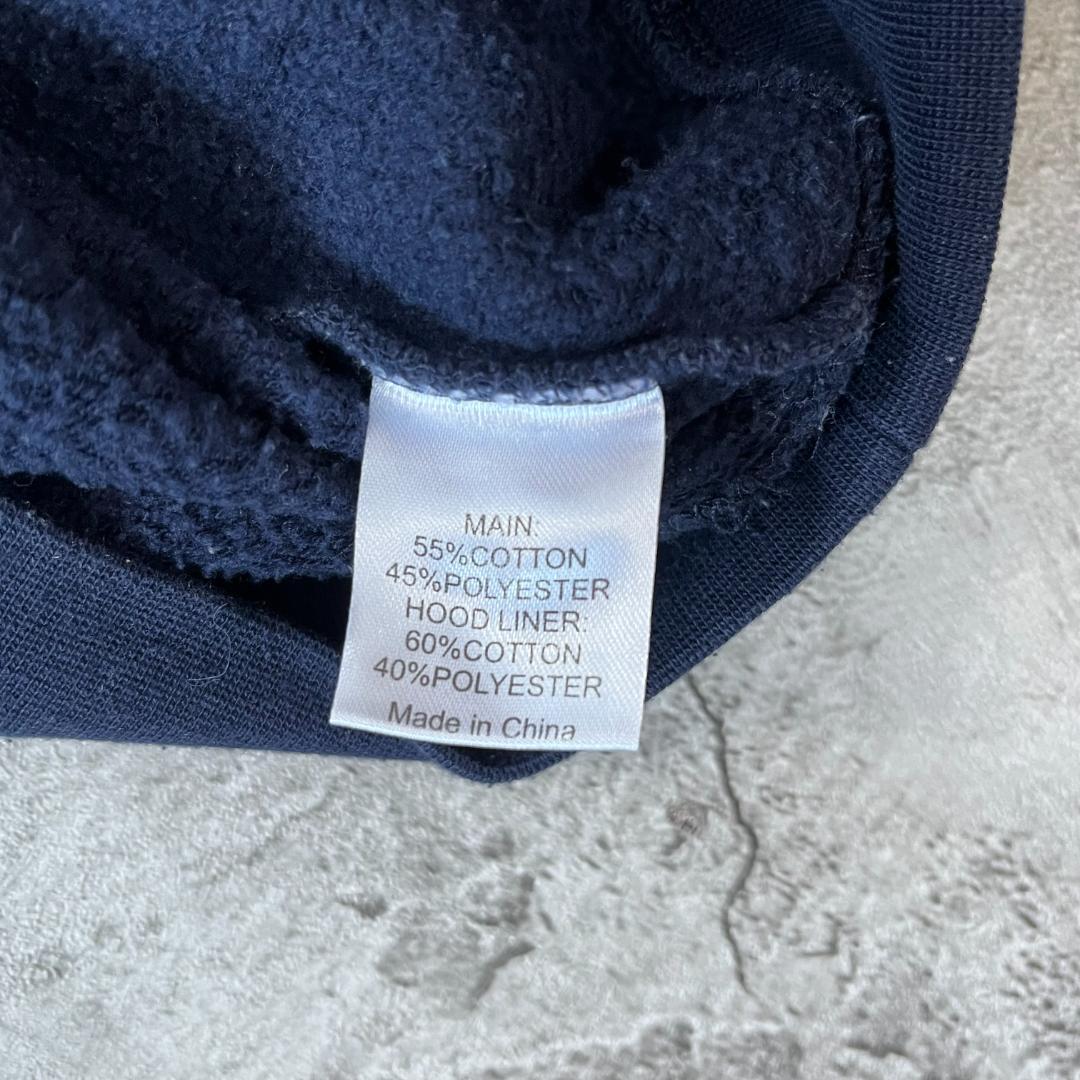 MAIN:
55%COTTON
45%POLYESTER
HOOD LINER:
60%COTTON
40%POLYESTER
Made in China